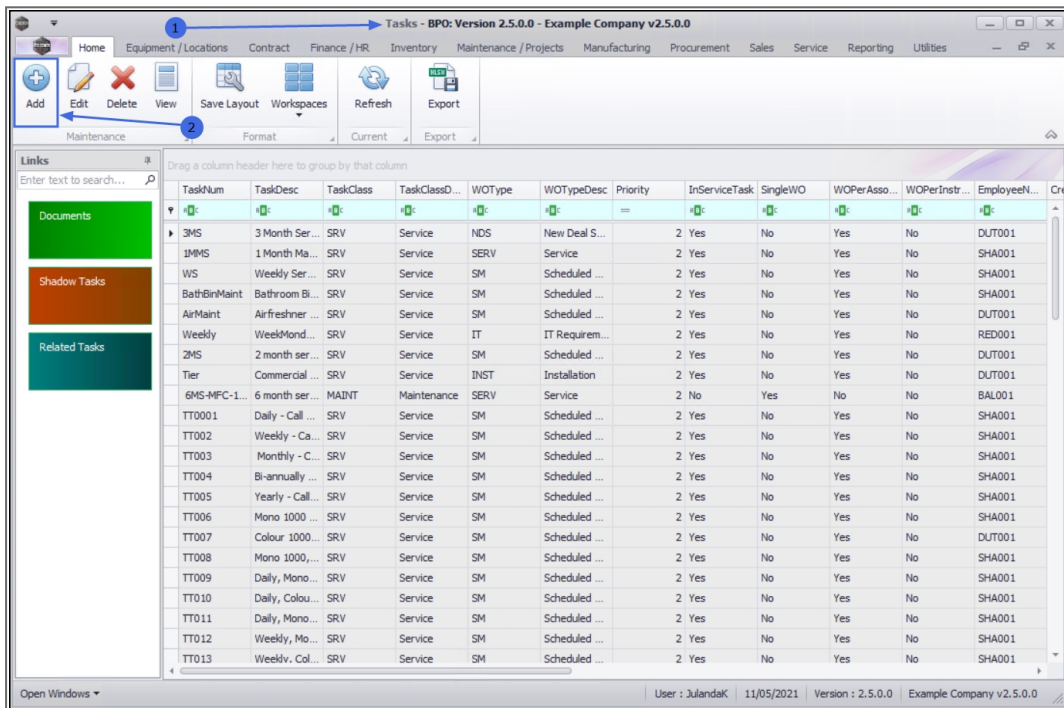 1
Tasks - BPO: Version 2.5.0.0 - Example Company v2.5.0.0
Home Equipment / Locations Contract Finance / HR Inventory Maintenance / Projects Manufacturing Procurement Sales Service Reporting Utilities
Add Edit Delete View Save Layout Workspaces Refresh Export
2
Maintenance Format Current Export
Links
Enter text to search...
Documents
Shadow Tasks
Related Tasks
Drag a column header here to group by that column
TaskNum TaskDesc TaskClass TaskClassD... WOType WOTypeDesc Priority InServiceTask SingleWO WOPerAsso... WOPerInstr... EmployeeN... Cre
3MS 3 Month Ser... SRV Service NDS New Deal S... 2 Yes No Yes No DUT001
1MMS 1 Month Ma... SRV Service SERV Service 2 Yes No Yes No SHA001
WS Weekly Ser... SRV Service SM Scheduled ... 2 Yes No Yes No SHA001
BathBinMaint Bathroom Bi... SRV Service SM Scheduled ... 2 Yes No Yes No SHA001
AirMaint Airfreshner ... SRV Service SM Scheduled ... 2 Yes No Yes No DUT001
Weekly WeekMond... SRV Service IT IT Requirem... 2 Yes No Yes No RED001
2MS 2 month ser... SRV Service SM Scheduled ... 2 Yes No Yes No DUT001
Tier Commercial ... SRV Service INST Installation 2 Yes No Yes No DUT001
6MS-MFC-1... 6 month ser... MAINT Maintenance SERV Service 2 No Yes No No BAL001
TT0001 Daily - Call ... SRV Service SM Scheduled ... 2 Yes No Yes No SHA001
TT002 Weekly - Ca... SRV Service SM Scheduled ... 2 Yes No Yes No SHA001
TT003 Monthly - C... SRV Service SM Scheduled ... 2 Yes No Yes No SHA001
TT004 Bi-annually ... SRV Service SM Scheduled ... 2 Yes No Yes No SHA001
TT005 Yearly - Call... SRV Service SM Scheduled ... 2 Yes No Yes No SHA001
TT006 Mono 1000 ... SRV Service SM Scheduled ... 2 Yes No Yes No SHA001
TT007 Colour 1000... SRV Service SM Scheduled ... 2 Yes No Yes No DUT001
TT008 Mono 1000,... SRV Service SM Scheduled ... 2 Yes No Yes No SHA001
TT009 Daily, Mono... SRV Service SM Scheduled ... 2 Yes No Yes No SHA001
TT010 Daily, Colou... SRV Service SM Scheduled ... 2 Yes No Yes No SHA001
TT011 Daily, Mono... SRV Service SM Scheduled ... 2 Yes No Yes No SHA001
TT012 Weekly, Mo... SRV Service SM Scheduled ... 2 Yes No Yes No SHA001
TT013 Weekly, Col... SRV Service SM Scheduled ... 2 Yes No Yes No SHA001
Open Windows User : JulandaK 11/05/2021 Version : 2.5.0.0 Example Company v2.5.0.0